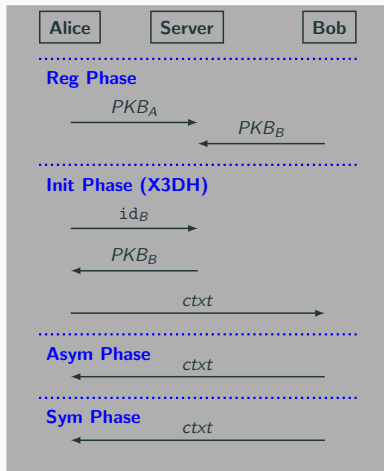 Alice Server Bob
Reg Phase
PKB_A
PKB_B
Init Phase (X3DH)
id_B
PKB_B
ctxt
Asym Phase
ctxt
Sym Phase
ctxt